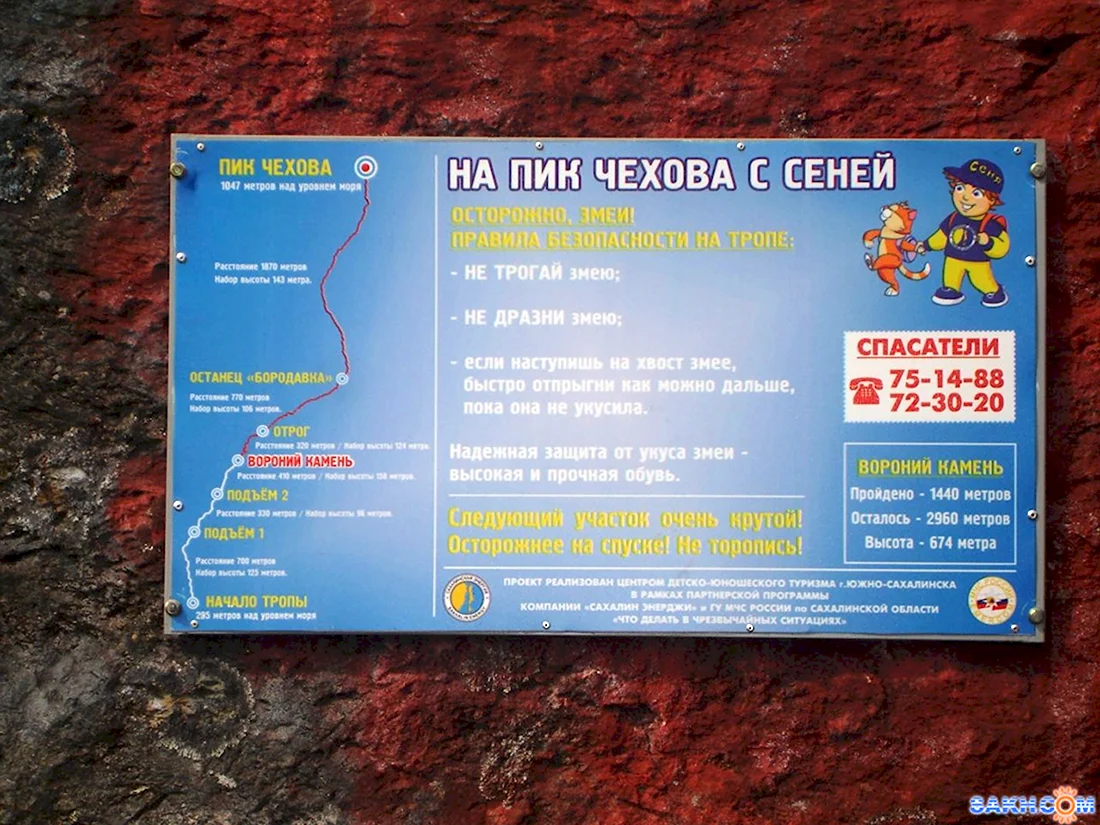 ПИК ЧЕХОВА
1047 метров над уровнем моря
Расстояние 1870 метров
Набор высоты 143 метра.
ОСТАНЕЦ «БОРОДАВКА»
Расстояние 770 метров
Набор высоты 106 метров.
ОТРОГ
Расстояние 320 метров / Набор высоты 124 метра.
ВОРОНИЙ КАМЕНЬ
Расстояние 410 метров / Набор высоты 158 метров.
ПОДЪЁМ 2
Расстояние 330 метров / Набор высоты 96 метров.
ПОДЪЁМ 1
Расстояние 700 метров
Набор высоты 125 метров.
НАЧАЛО ТРОПЫ
295 метров над уровнем моря
НА ПИК ЧЕХОВА С СЕНЕЙ
ОСТОРОЖНО, ЗМЕИ!
ПРАВИЛА БЕЗОПАСНОСТИ НА ТРОПЕ:
- НЕ ТРОГАЙ змею;
- НЕ ДРАЗНИ змею;
- если наступишь на хвост змее,
быстро отпрыгни как можно дальше,
пока она не укусила.
Надежная защита от укуса змеи -
высокая и прочная обувь.
Следующий участок очень крутой!
Осторожнее на спуске! Не торопись!
Сеня
СПАСАТЕЛИ
75-14-88
72-30-20
ВОРОНИЙ КАМЕНЬ
Пройдено - 1440 метров
Осталось - 2960 метров
Высота - 674 метра
ПРОЕКТ РЕАЛИЗОВАН ЦЕНТРОМ ДЕТСКО-ЮНОШЕСКОГО ТУРИЗМА г.ЮЖНО-САХАЛИНСКА
В РАМКАХ ПАРТНЕРСКОЙ ПРОГРАММЫ
КОМПАНИИ «САХАЛИН ЭНЕРДЖИ» И ГУ МЧС РОССИИ по САХАЛИНСКОЙ ОБЛАСТИ
«ЧТО ДЕЛАТЬ В ЧРЕЗВЫЧАЙНЫХ СИТУАЦИЯХ»
SAKH.COM